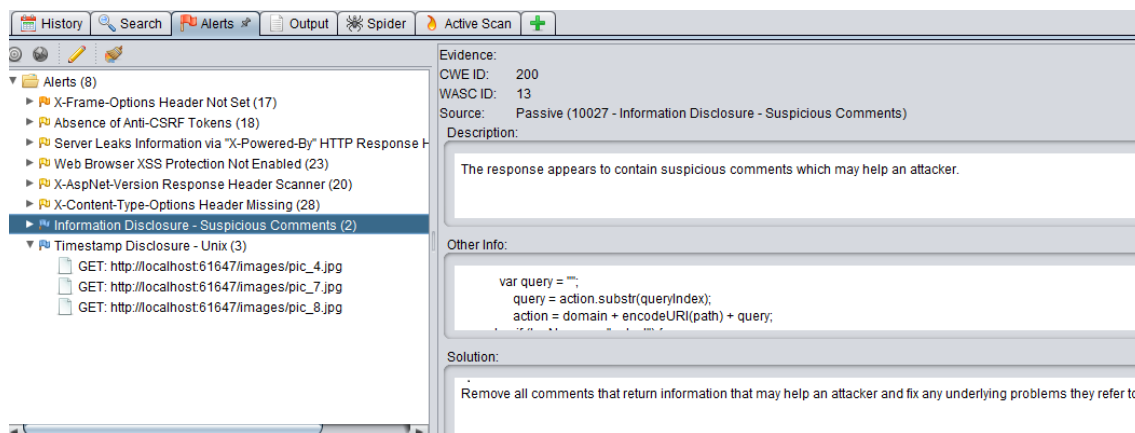 History Search Alerts Output Spider Active Scan
Alerts (8)
X-Frame-Options Header Not Set (17)
Absence of Anti-CSRF Tokens (18)
Server Leaks Information via "X-Powered-By" HTTP Response H
Web Browser XSS Protection Not Enabled (23)
X-AspNet-Version Response Header Scanner (20)
X-Content-Type-Options Header Missing (28)
Information Disclosure - Suspicious Comments (2)
Timestamp Disclosure - Unix (3)
GET: http://localhost:61647/images/pic_4.jpg
GET: http://localhost:61647/images/pic_7.jpg
GET: http://localhost:61647/images/pic_8.jpg
Evidence:
CWE ID: 200
WASC ID: 13
Source: Passive (10027 - Information Disclosure - Suspicious Comments)
Description:
The response appears to contain suspicious comments which may help an attacker.
Other Info:
var query = "";
query = action.substr(queryIndex);
action = domain + encodeURI(path) + query;
Solution:
Remove all comments that return information that may help an attacker and fix any underlying problems they refer to